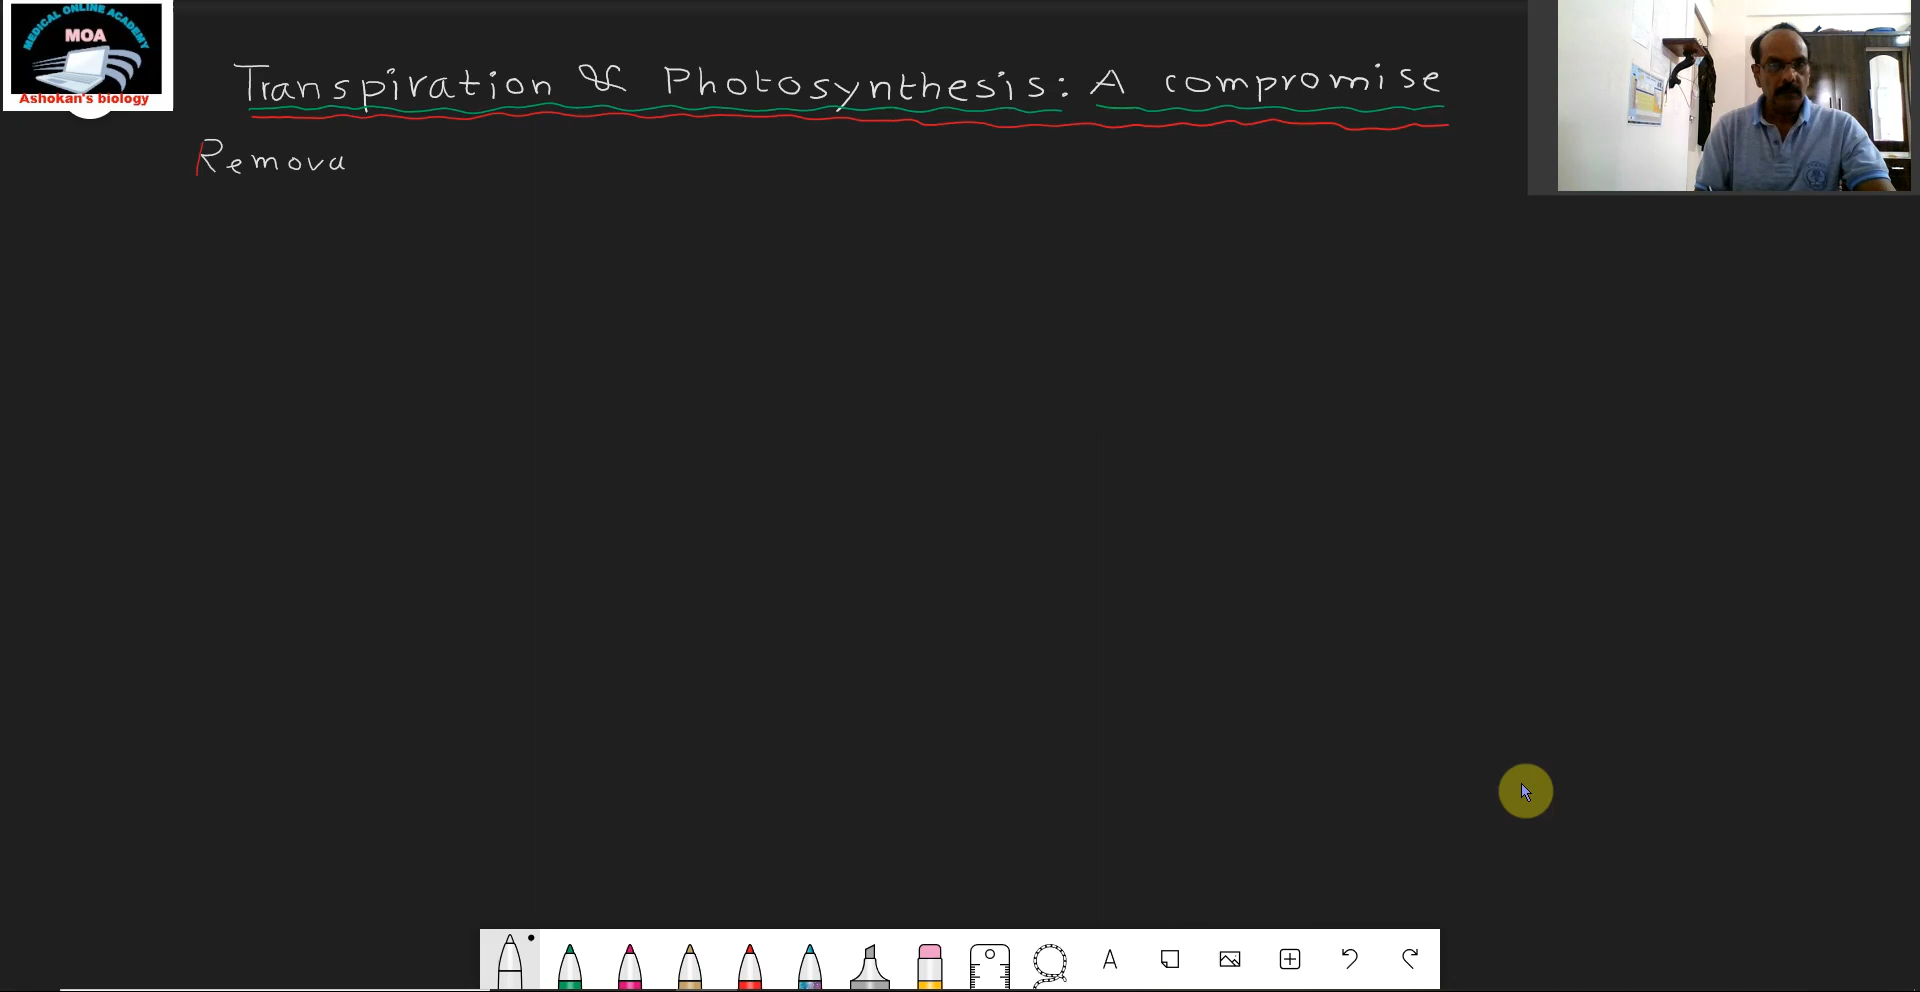 MEDICAL ONLINE ACADEMY
MOA
Ashokan's biology
Transpiration & Photosynthesis: A compromise
Remova
A